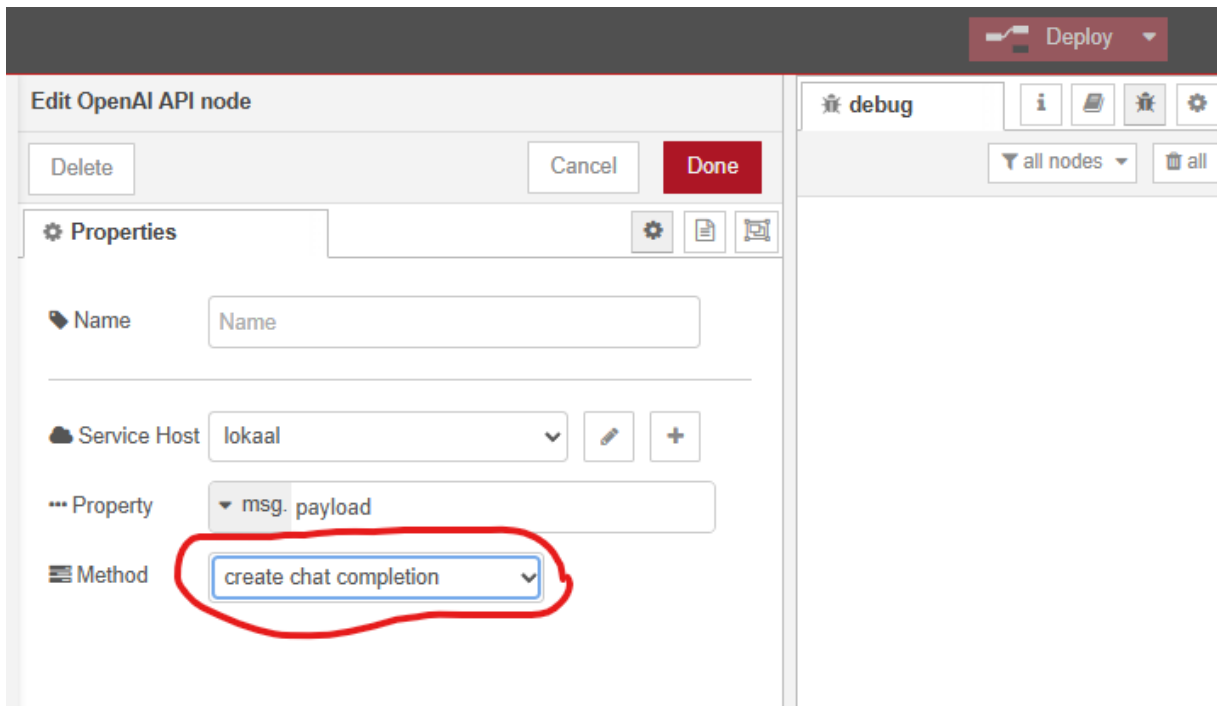 Deploy
Edit OpenAI API node
debug
i
Delete
Cancel
Done
all nodes
all
Properties
Name
Name
Service Host
lokaal
Property
msg. payload
Method
create chat completion